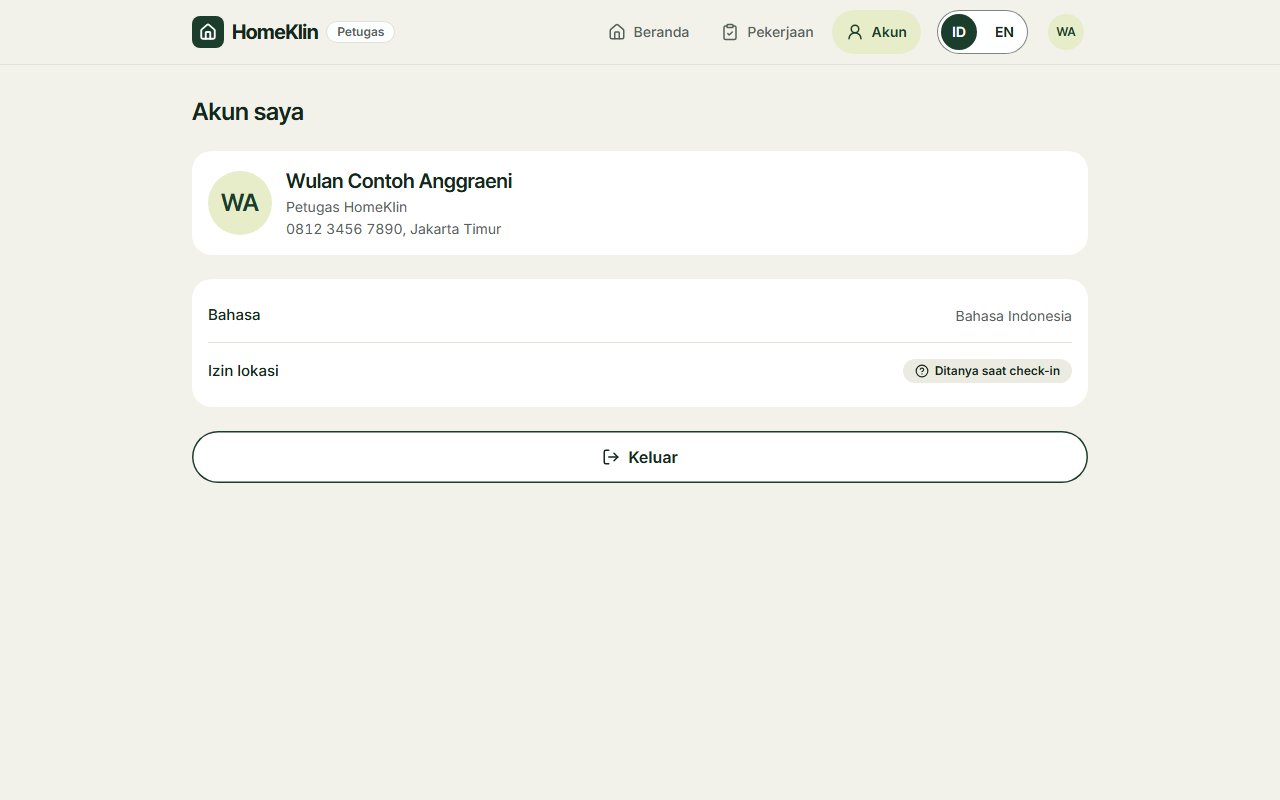 HomeKlin
Petugas
Beranda
Pekerjaan
Akun
ID
EN
WA
Akun saya
WA
Wulan Contoh Anggraeni
Petugas HomeKlin
0812 3456 7890, Jakarta Timur
Bahasa
Bahasa Indonesia
Izin lokasi
Ditanya saat check-in
Keluar